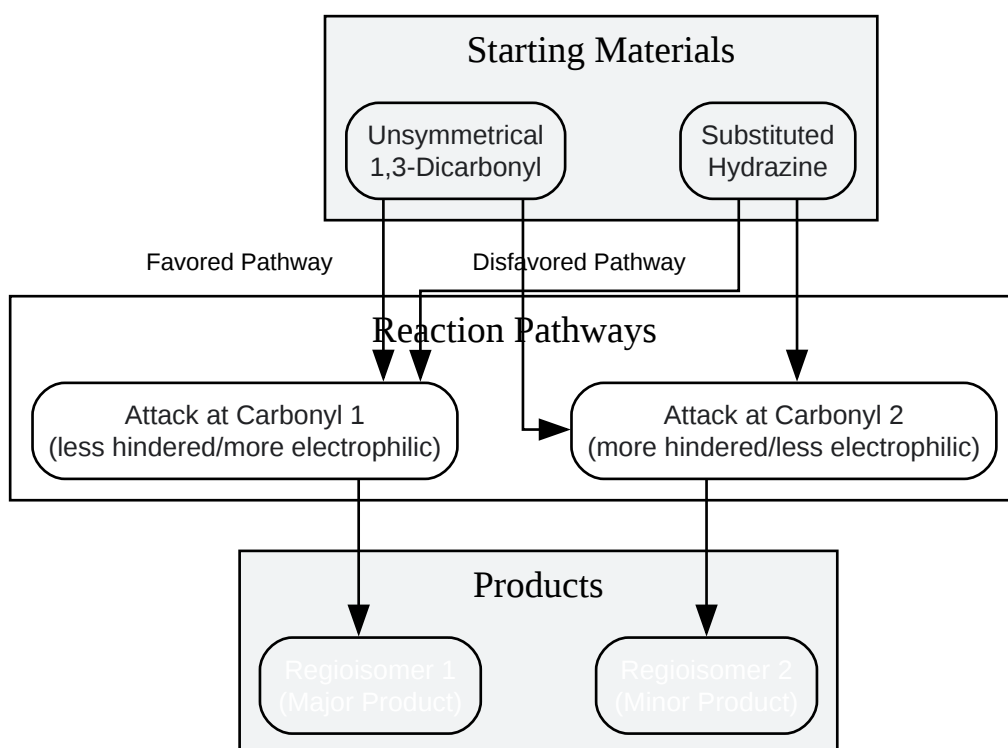 Starting Materials
Unsymmetrical
1,3-Dicarbonyl
Substituted
Hydrazine
Favored Pathway
Disfavored Pathway
Reaction Pathways
Attack at Carbonyl 1
(less hindered/more electrophilic)
Attack at Carbonyl 2
(more hindered/less electrophilic)
Products
Regioisomer 1
(Major Product)
Regioisomer 2
(Minor Product)